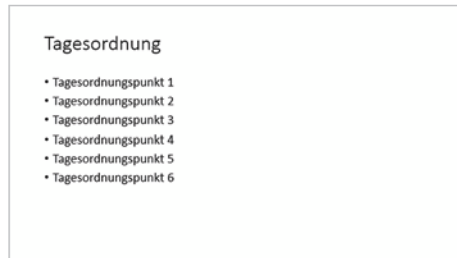 Tagesordnung
• Tagesordnungspunkt 1
• Tagesordnungspunkt 2
• Tagesordnungspunkt 3
• Tagesordnungspunkt 4
• Tagesordnungspunkt 5
• Tagesordnungspunkt 6